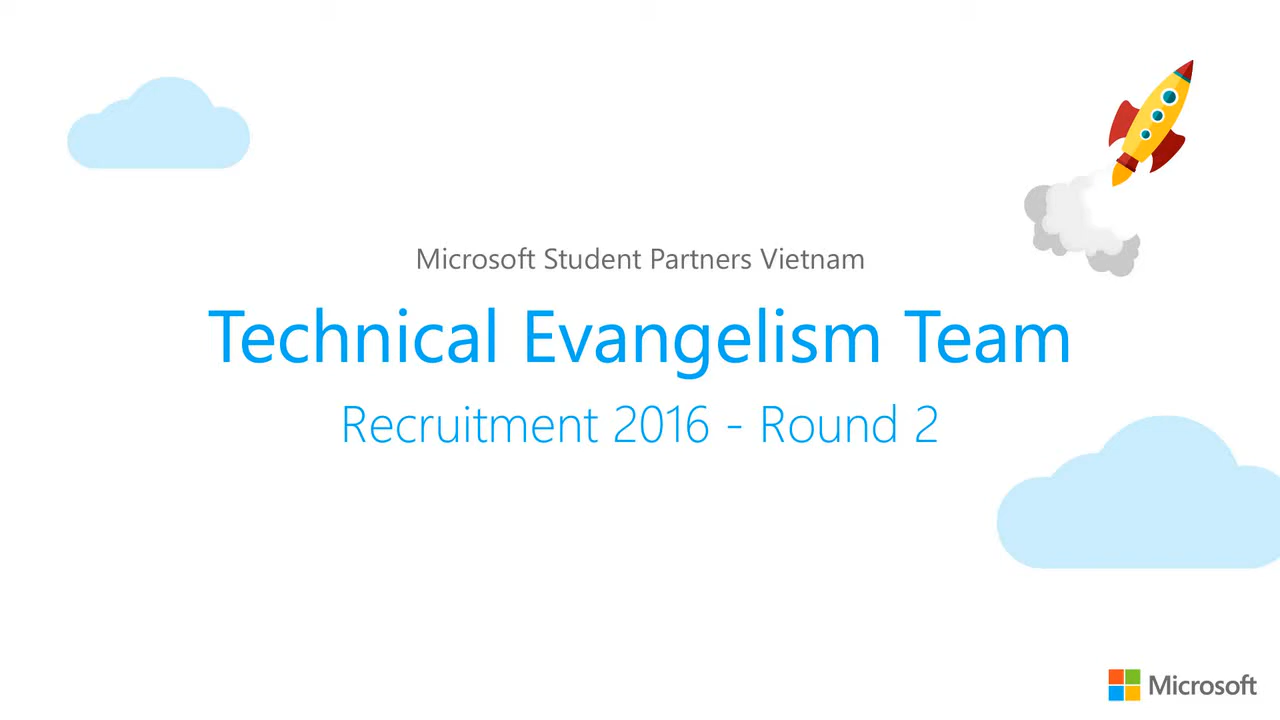 Microsoft Student Partners Vietnam
Technical Evangelism Team
Recruitment 2016 - Round 2
Microsoft